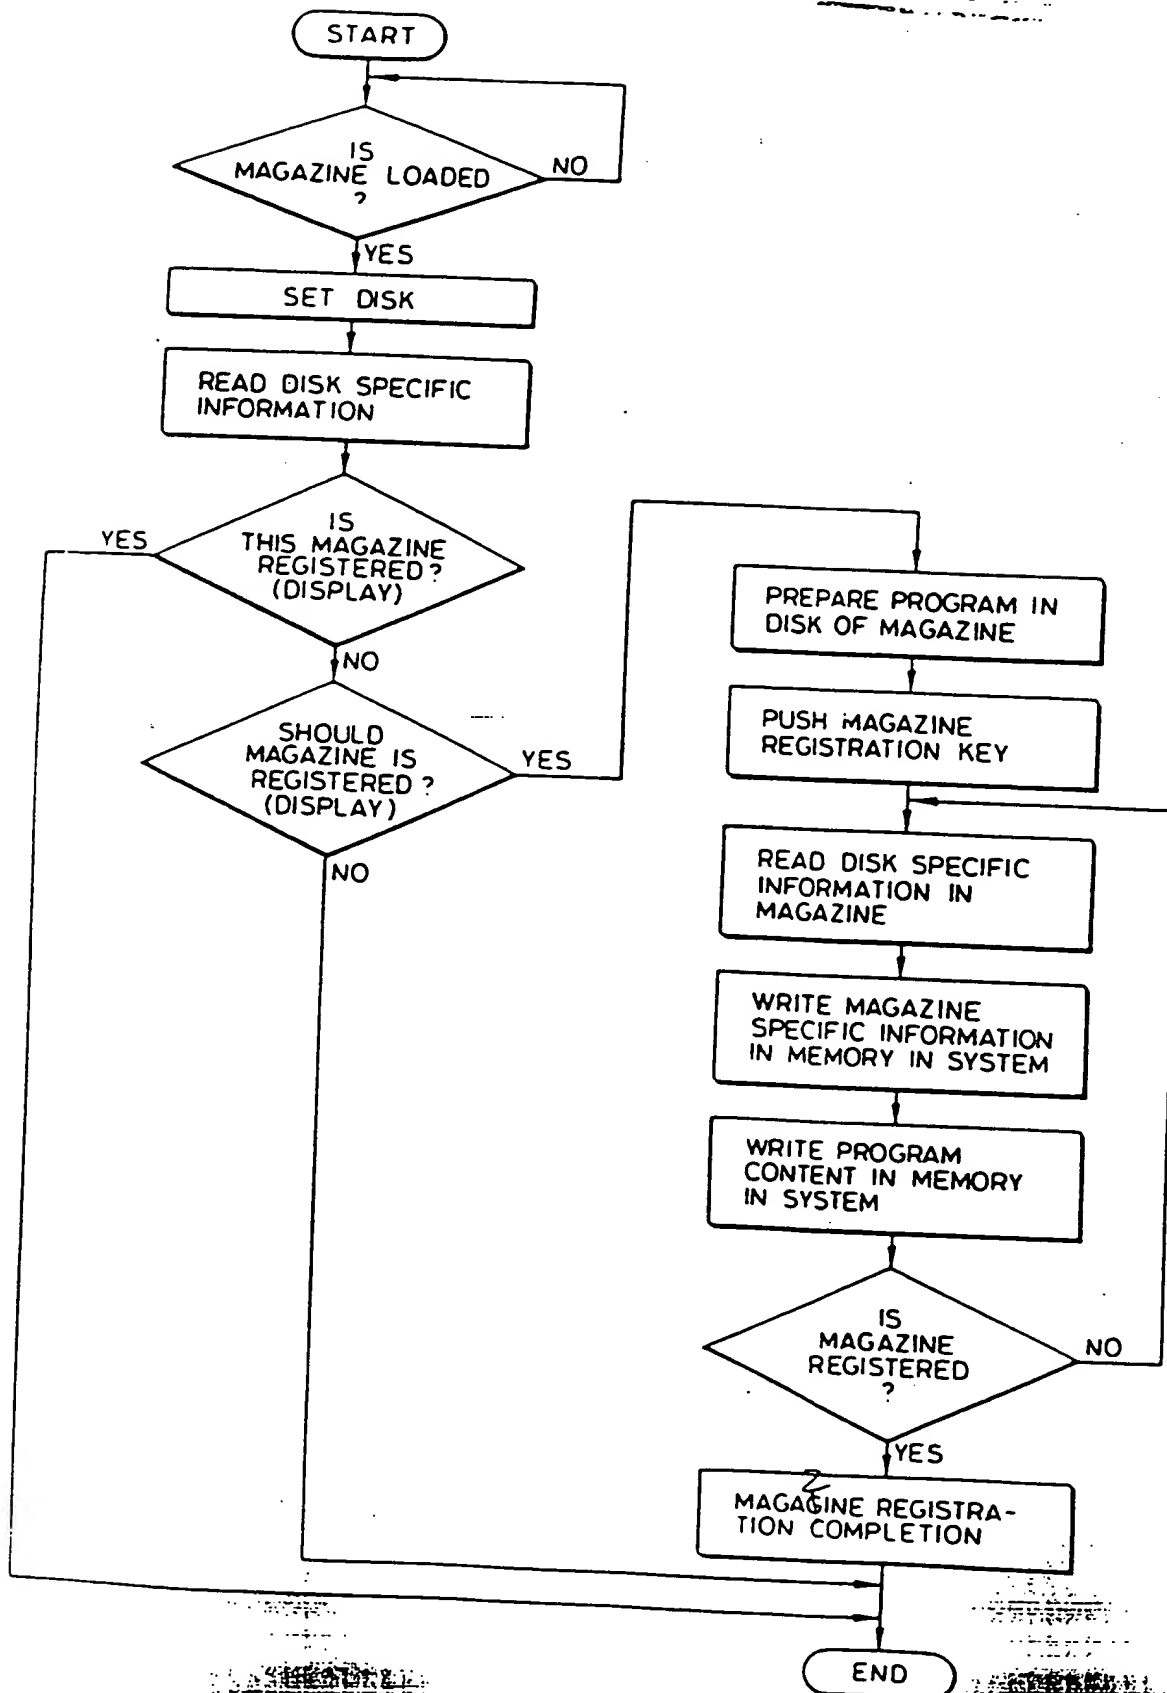 START
IS
MAGAZINE LOADED
?
NO
YES
SET DISK
READ DISK SPECIFIC
INFORMATION
IS
THIS MAGAZINE
REGISTERED?
(DISPLAY)
YES
NO
SHOULD
MAGAZINE IS
REGISTERED?
(DISPLAY)
YES
NO
PREPARE PROGRAM IN
DISK OF MAGAZINE
PUSH MAGAZINE
REGISTRATION KEY
READ DISK SPECIFIC
INFORMATION IN
MAGAZINE
WRITE MAGAZINE
SPECIFIC INFORMATION
IN MEMORY IN SYSTEM
WRITE PROGRAM
CONTENT IN MEMORY
IN SYSTEM
IS
MAGAZINE
REGISTERED
?
NO
YES
Z
MAGAGINE REGISTRA-
TION COMPLETION
END